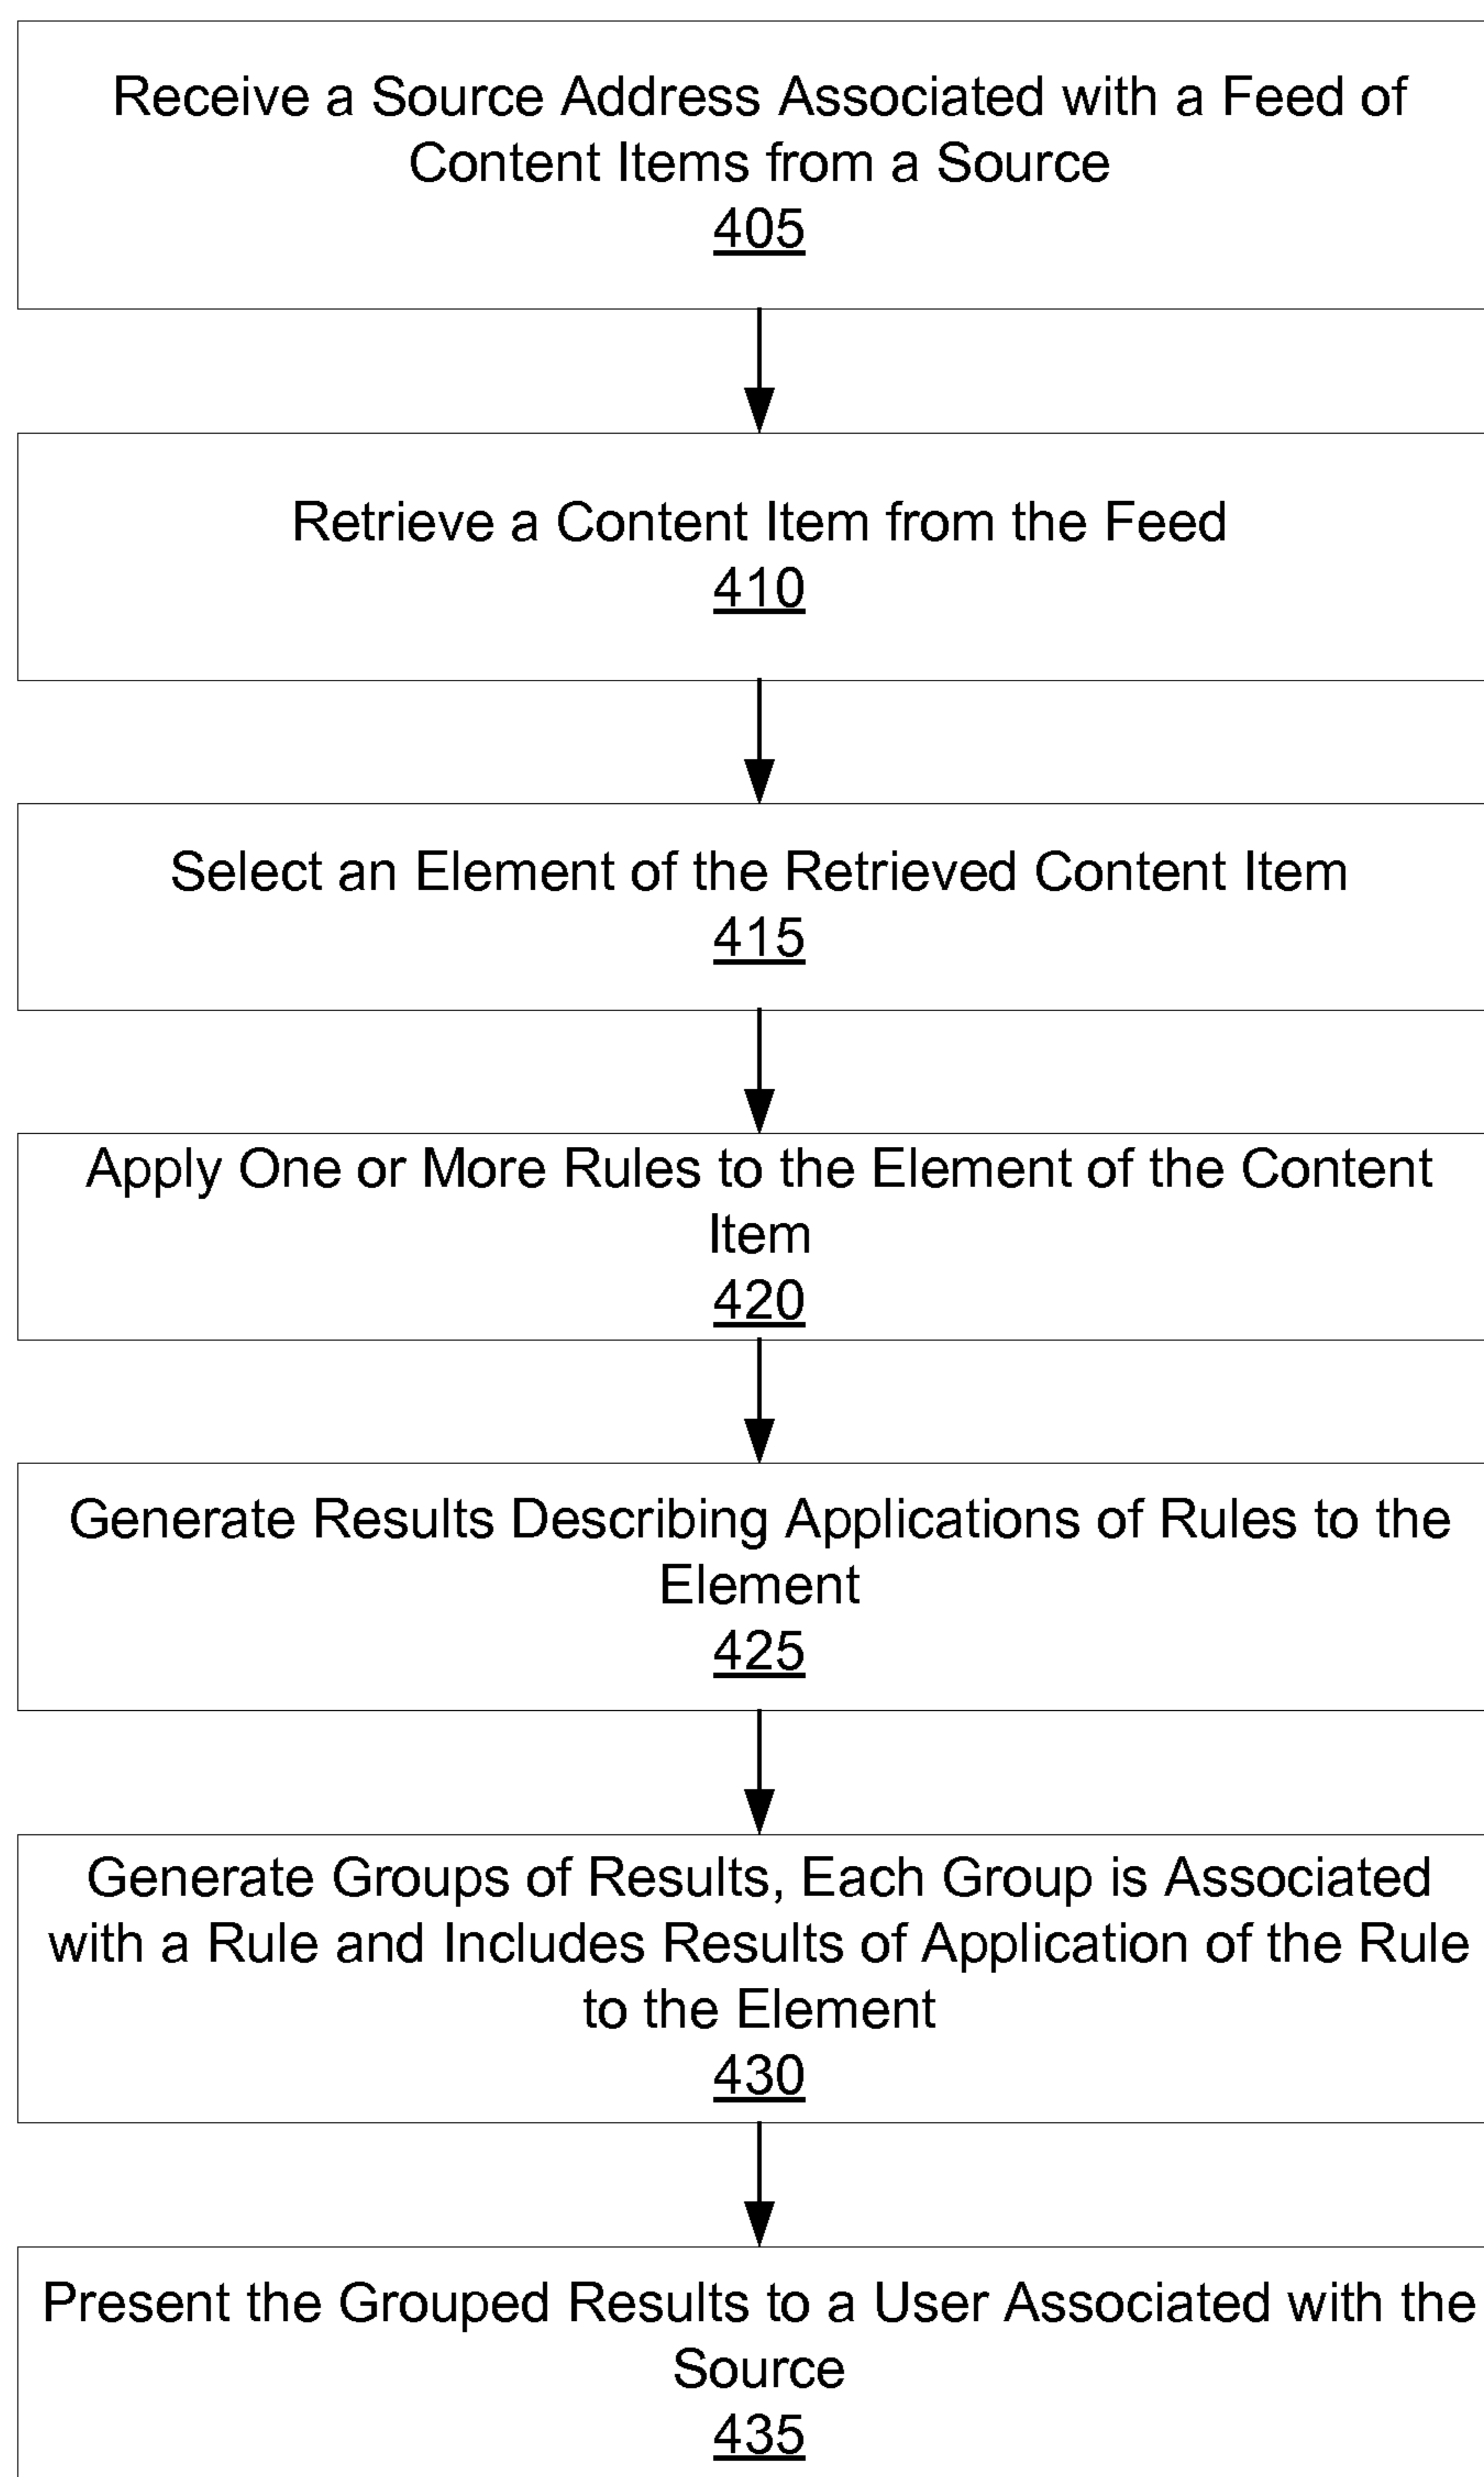 Receive a Source Address Associated with a Feed of
Content Items from a Source
405
Retrieve a Content Item from the Feed
410
Select an Element of the Retrieved Content Item
415
Apply One or More Rules to the Element of the Content
Item
420
Generate Results Describing Applications of Rules to the
Element
425
Generate Groups of Results, Each Group is Associated
with a Rule and Includes Results of Application of the Rule
to the Element
430
Present the Grouped Results to a User Associated with the
Source
435